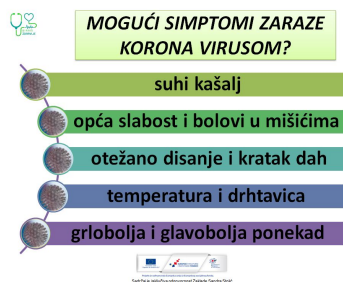 MOGUĆI SIMPTOMI ZARAZE
KORONA VIRUSOM?
suhi kašalj
opća slabost i bolovi u mišićima
otežano disanje i kratak dah
temperatura i drhtavica
grlobolja i glavobolja ponekad